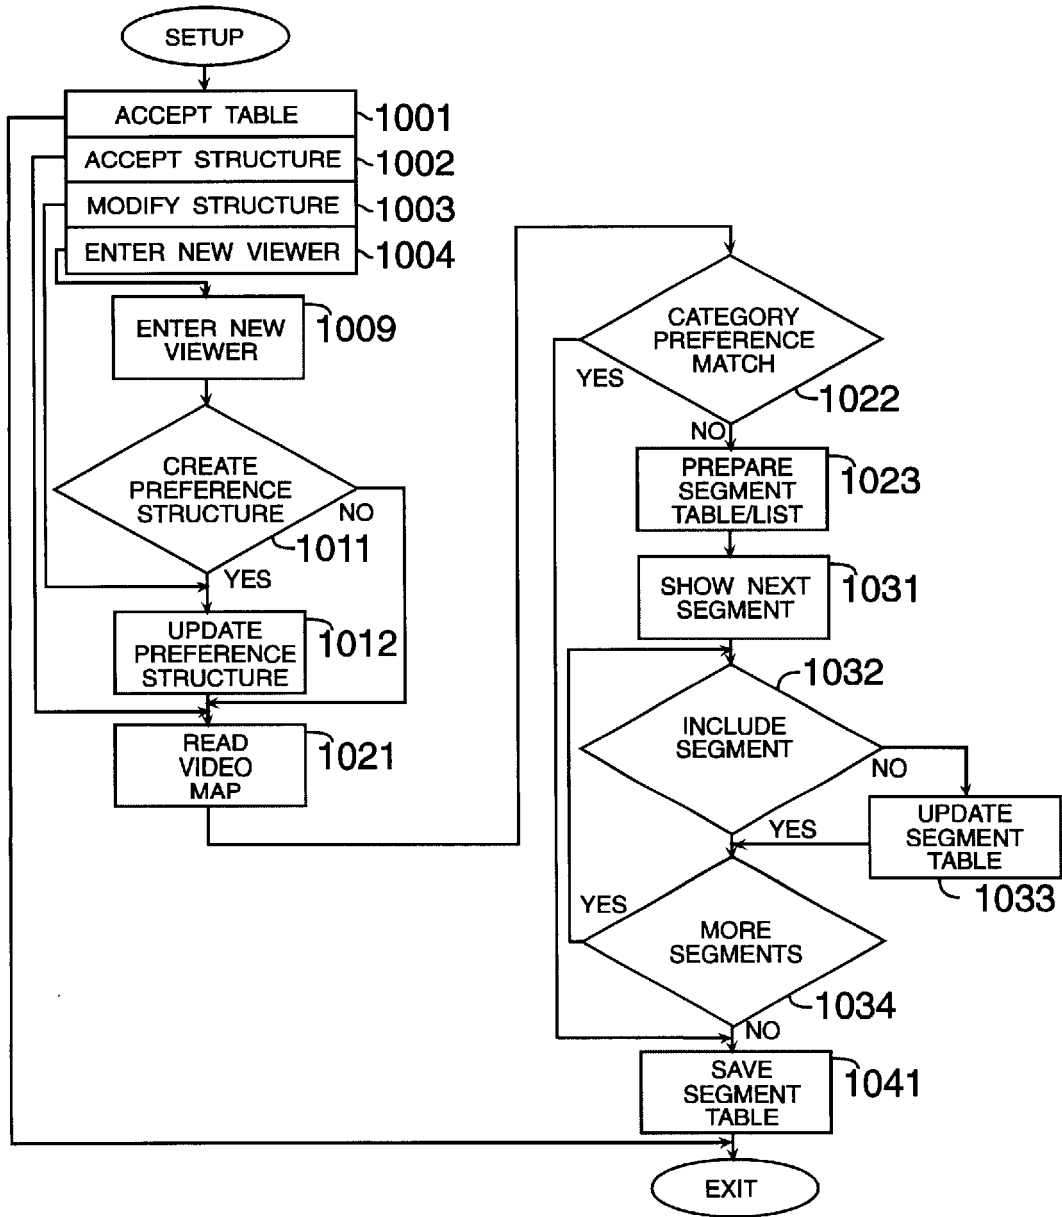 SETUP
ACCEPT TABLE 1001
ACCEPT STRUCTURE 1002
MODIFY STRUCTURE 1003
ENTER NEW VIEWER 1004
ENTER NEW
VIEWER
1009
CREATE
PREFERENCE
STRUCTURE
NO
1011
YES
UPDATE
PREFERENCE
STRUCTURE
1012
READ
VIDEO
MAP
1021
CATEGORY
PREFERENCE
MATCH
YES
1022
NO
PREPARE
SEGMENT
TABLE/LIST
1023
SHOW NEXT
SEGMENT
1031
1032
INCLUDE
SEGMENT
NO
YES
UPDATE
SEGMENT
TABLE
1033
YES
MORE
SEGMENTS
1034
NO
SAVE
SEGMENT
TABLE
1041
EXIT